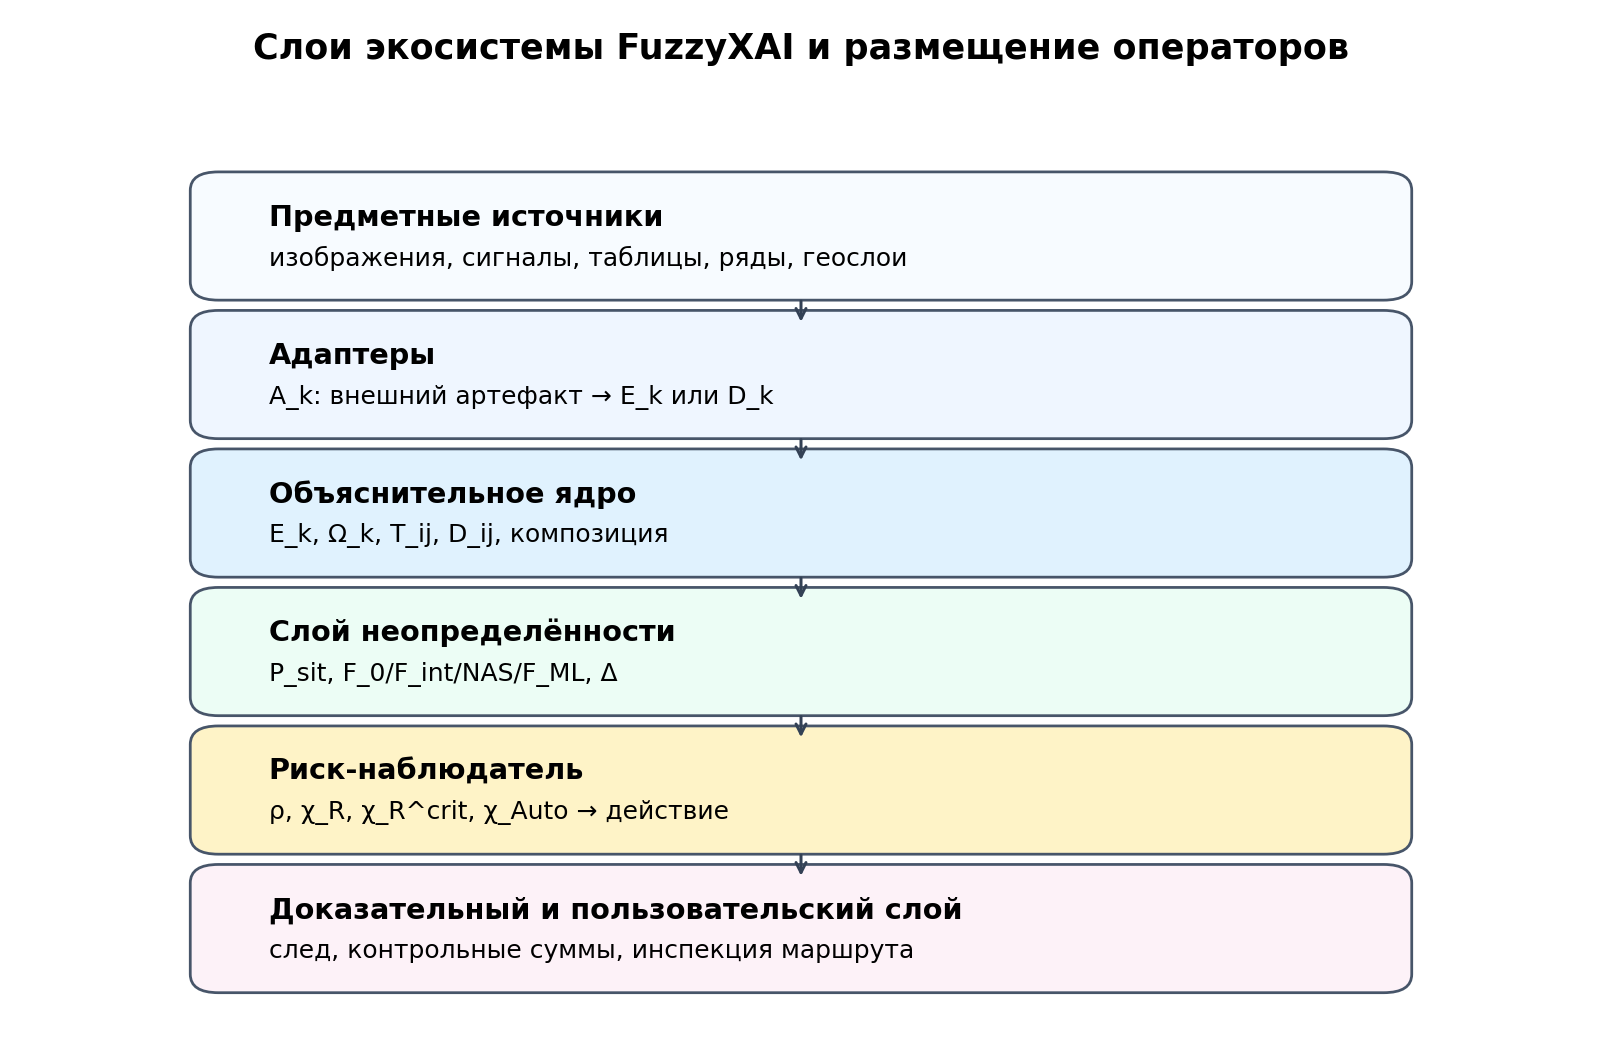 Слои экосистемы FuzzyXAI и размещение операторов
Предметные источники
изображения, сигналы, таблицы, ряды, геослои
Адаптеры
A_k: внешний артефакт → E_k или D_k
Объяснительное ядро
E_k, Ω_k, T_ij, D_ij, композиция
Слой неопределённости
P_sit, F_0/F_int/NAS/F_ML, Δ
Риск-наблюдатель
ρ, χ_R, χ_R^crit, χ_Auto → действие
Доказательный и пользовательский слой
след, контрольные суммы, инспекция маршрута